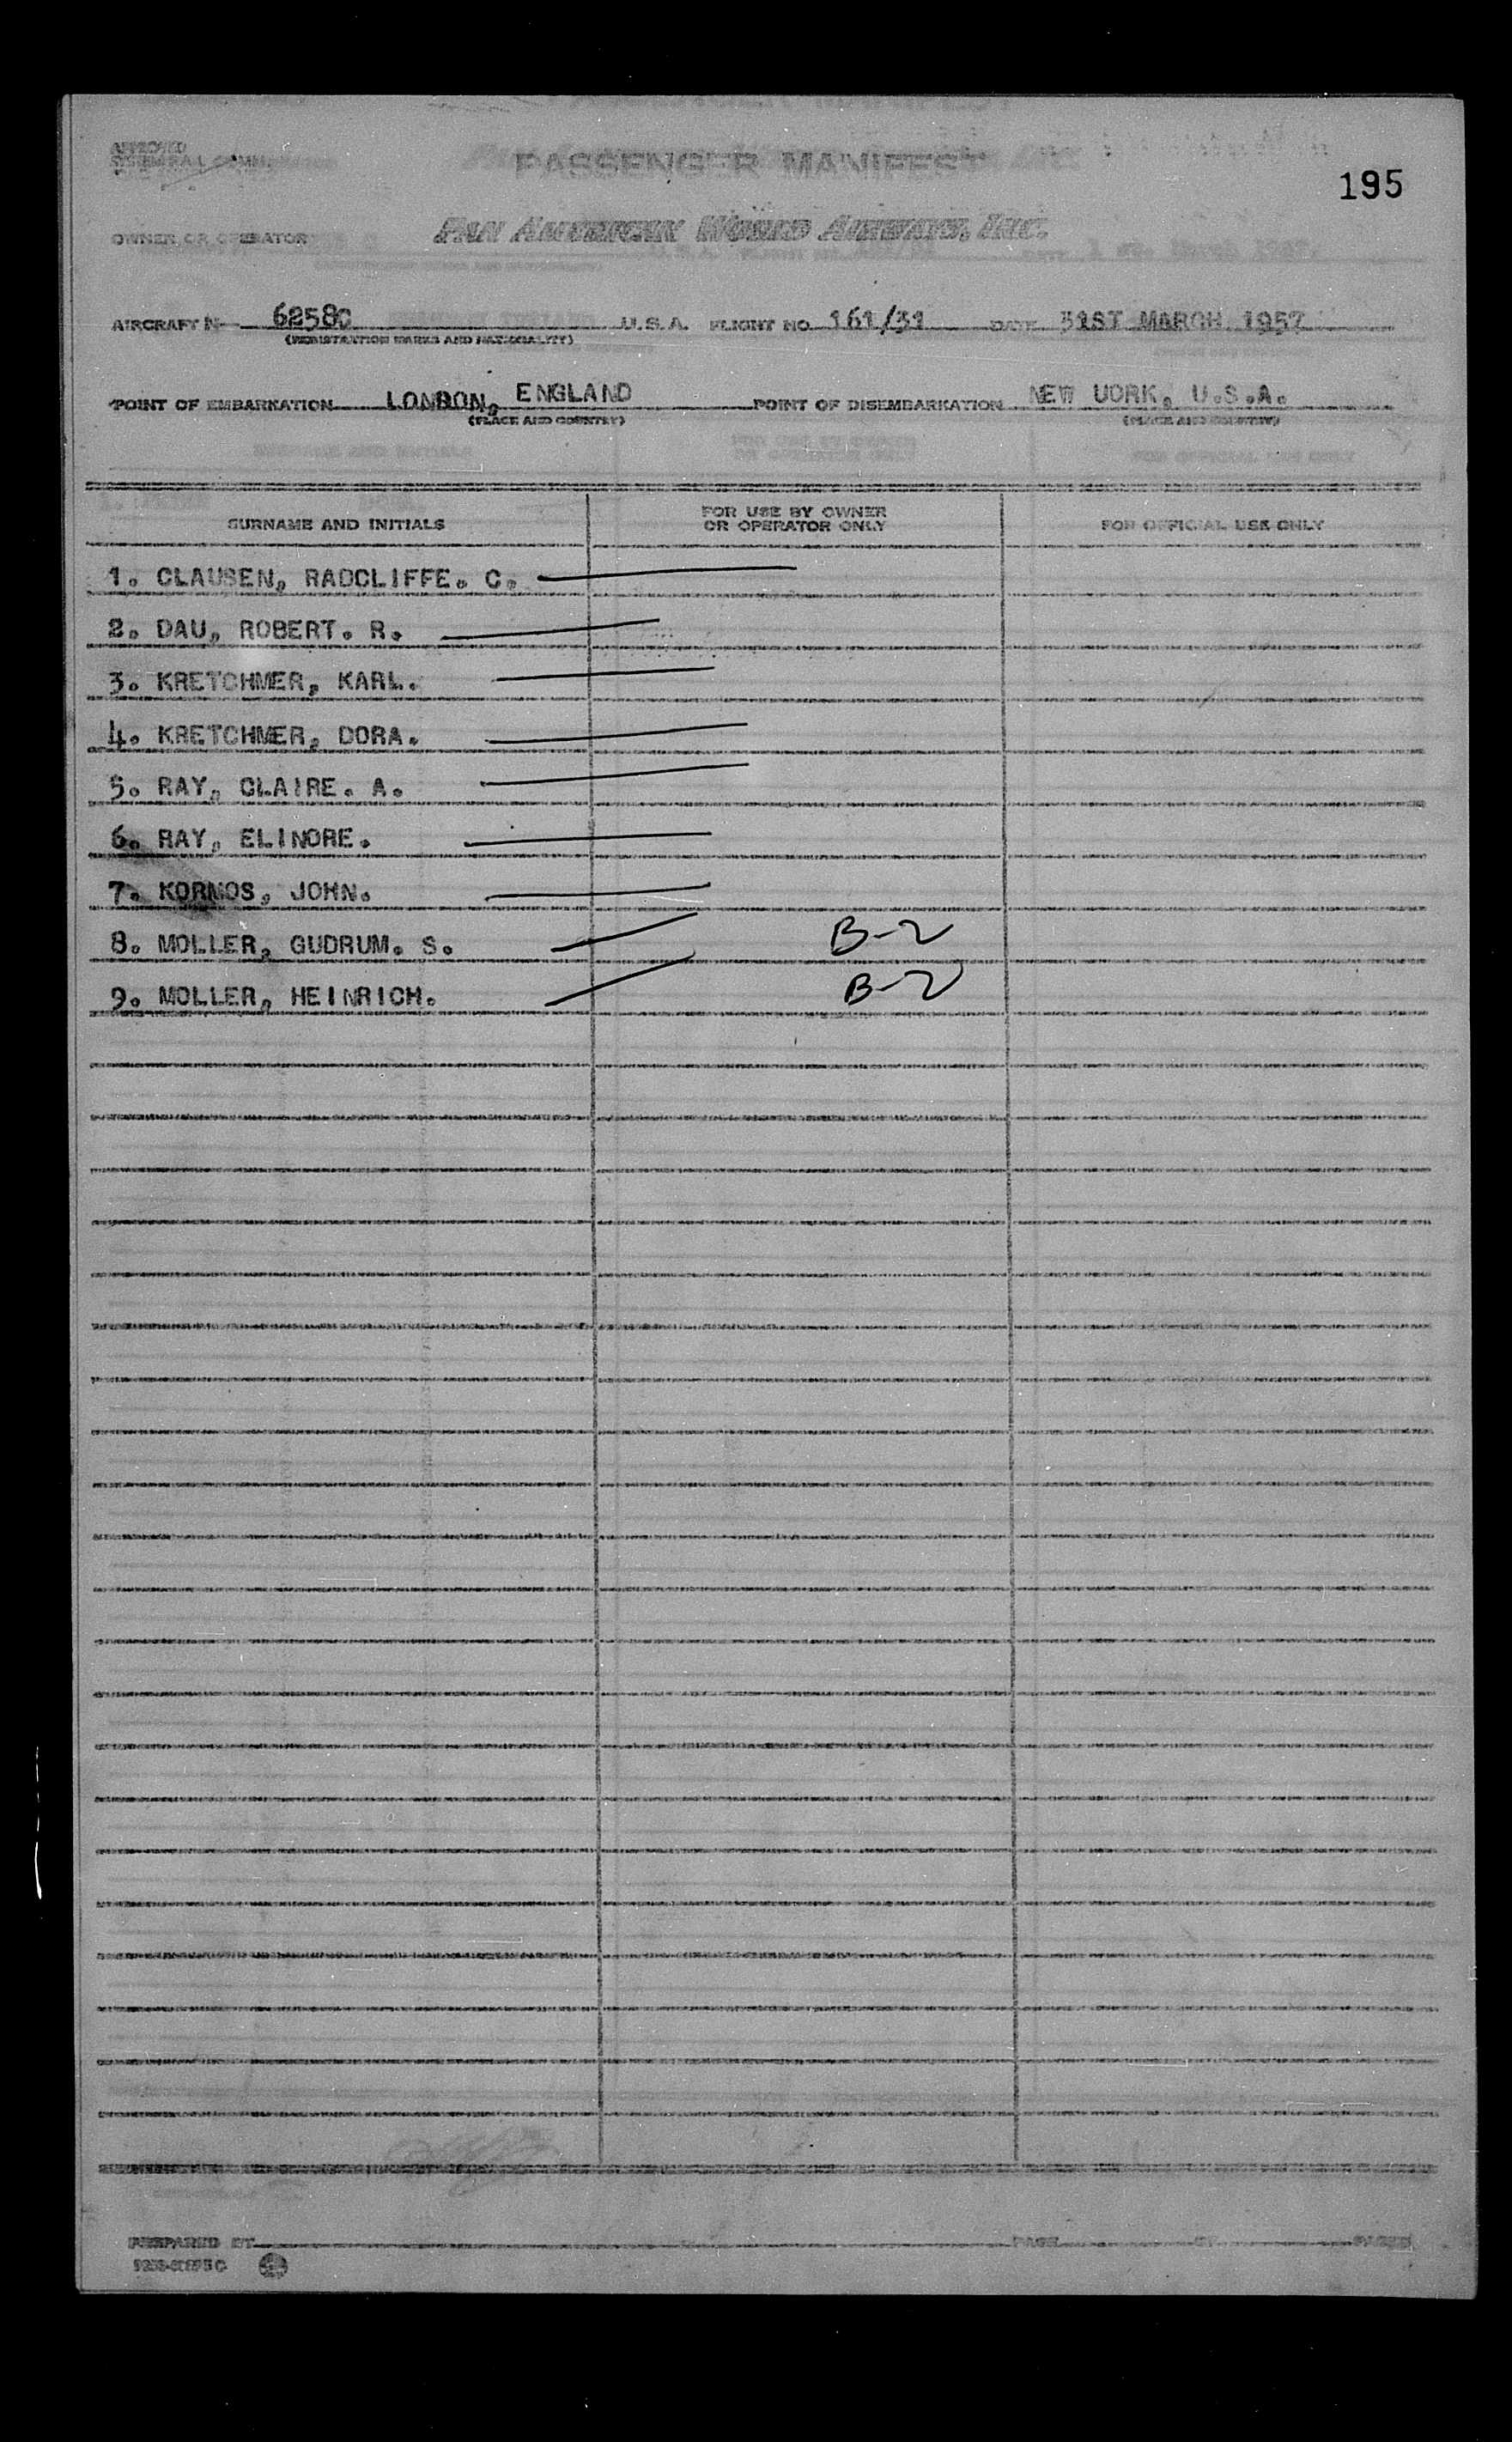 APPROVED
PASSENGER MANIFEST
195
OWNER OR OPERATOR PAN AMERICAN WORLD AIRWAYS, INC.
AIRCRAFT N- 6258C U.S.A. FLIGHT NO. 161/31 DATE 31ST MARCH 1957
(REGISTRATION MARKS AND NATIONALITY)
POINT OF EMBARKATION LONDON, ENGLAND POINT OF DISEMBARKATION NEW UORK, U.S.A.
(PLACE AND COUNTRY) (PLACE AND COUNTRY)
SURNAME AND INITIALS FOR USE BY OWNER OR OPERATOR ONLY FOR OFFICIAL USE ONLY
1. CLAUSEN, RADCLIFFE. C.
2. DAU, ROBERT. R.
3. KRETCHMER, KARL.
4. KRETCHMER, DORA.
5. RAY, CLAIRE. A.
6. RAY, ELINORE.
7. KORNOS, JOHN.
8. MOLLER, GUDRUM. S. B-2
9. MOLLER, HEINRICH. B-2
PREPARED BY PAGE OF PAGES